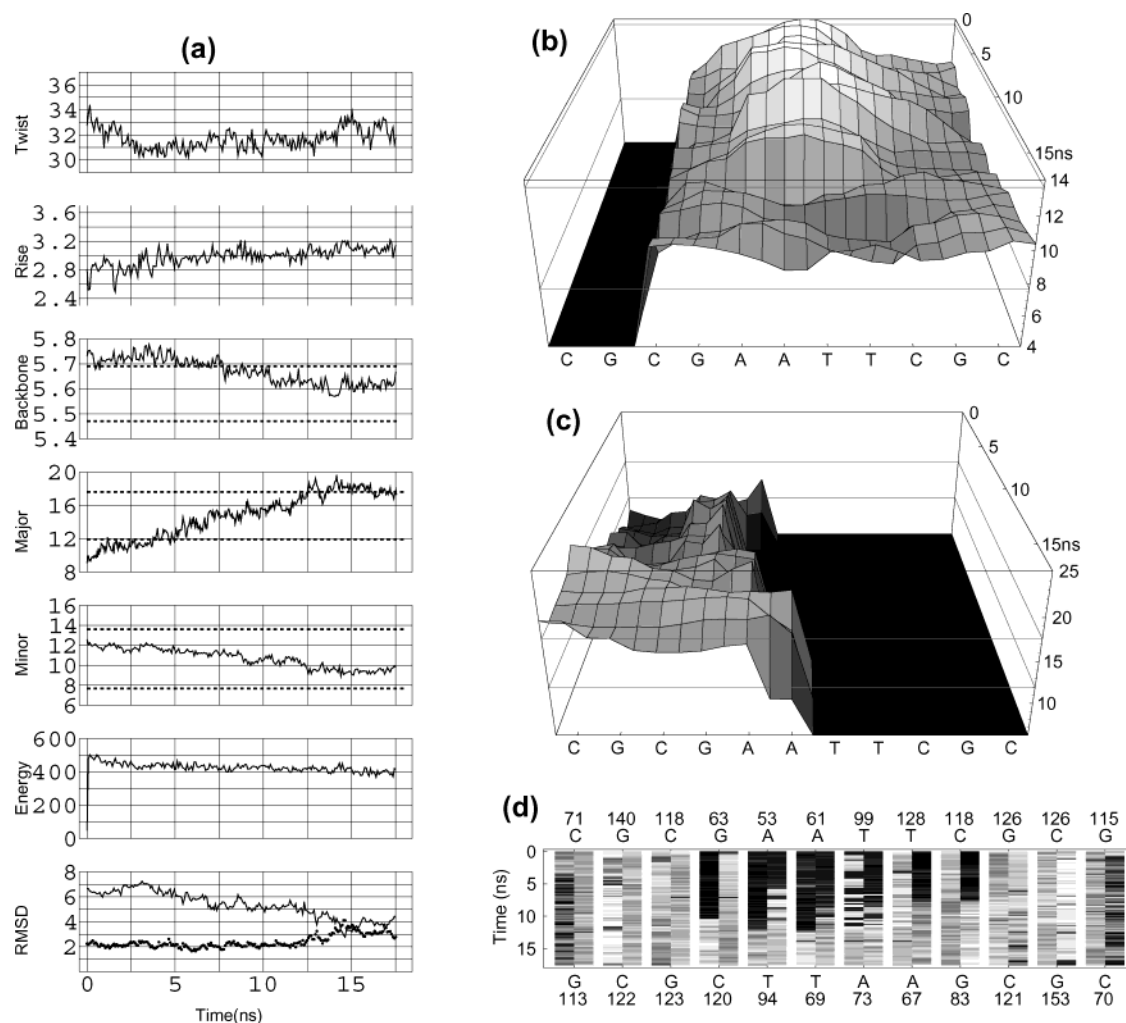 (a)
Twist
36
34
32
30
Rise
3.6
3.2
2.8
2.4
Backbone
5.8
5.7
5.6
5.5
5.4
Major
20
16
12
8
Minor
16
14
12
10
8
6
Energy
600
400
200
0
RMSD
8
6
4
2
0 5 10 15
Time(ns)
(b)
0
5
10
15ns
14
12
10
8
6
4
C G C G A A T T C G C
(c)
0
5
10
15ns
25
20
15
10
C G C G A A T T C G C
(d)
71 140 118 63 53 61 99 128 118 126 126 115
C G C G A A T T C G C G
Time (ns)
0
5
10
15
G C G C T T A A G C G C
113 122 123 120 94 69 73 67 83 121 153 70